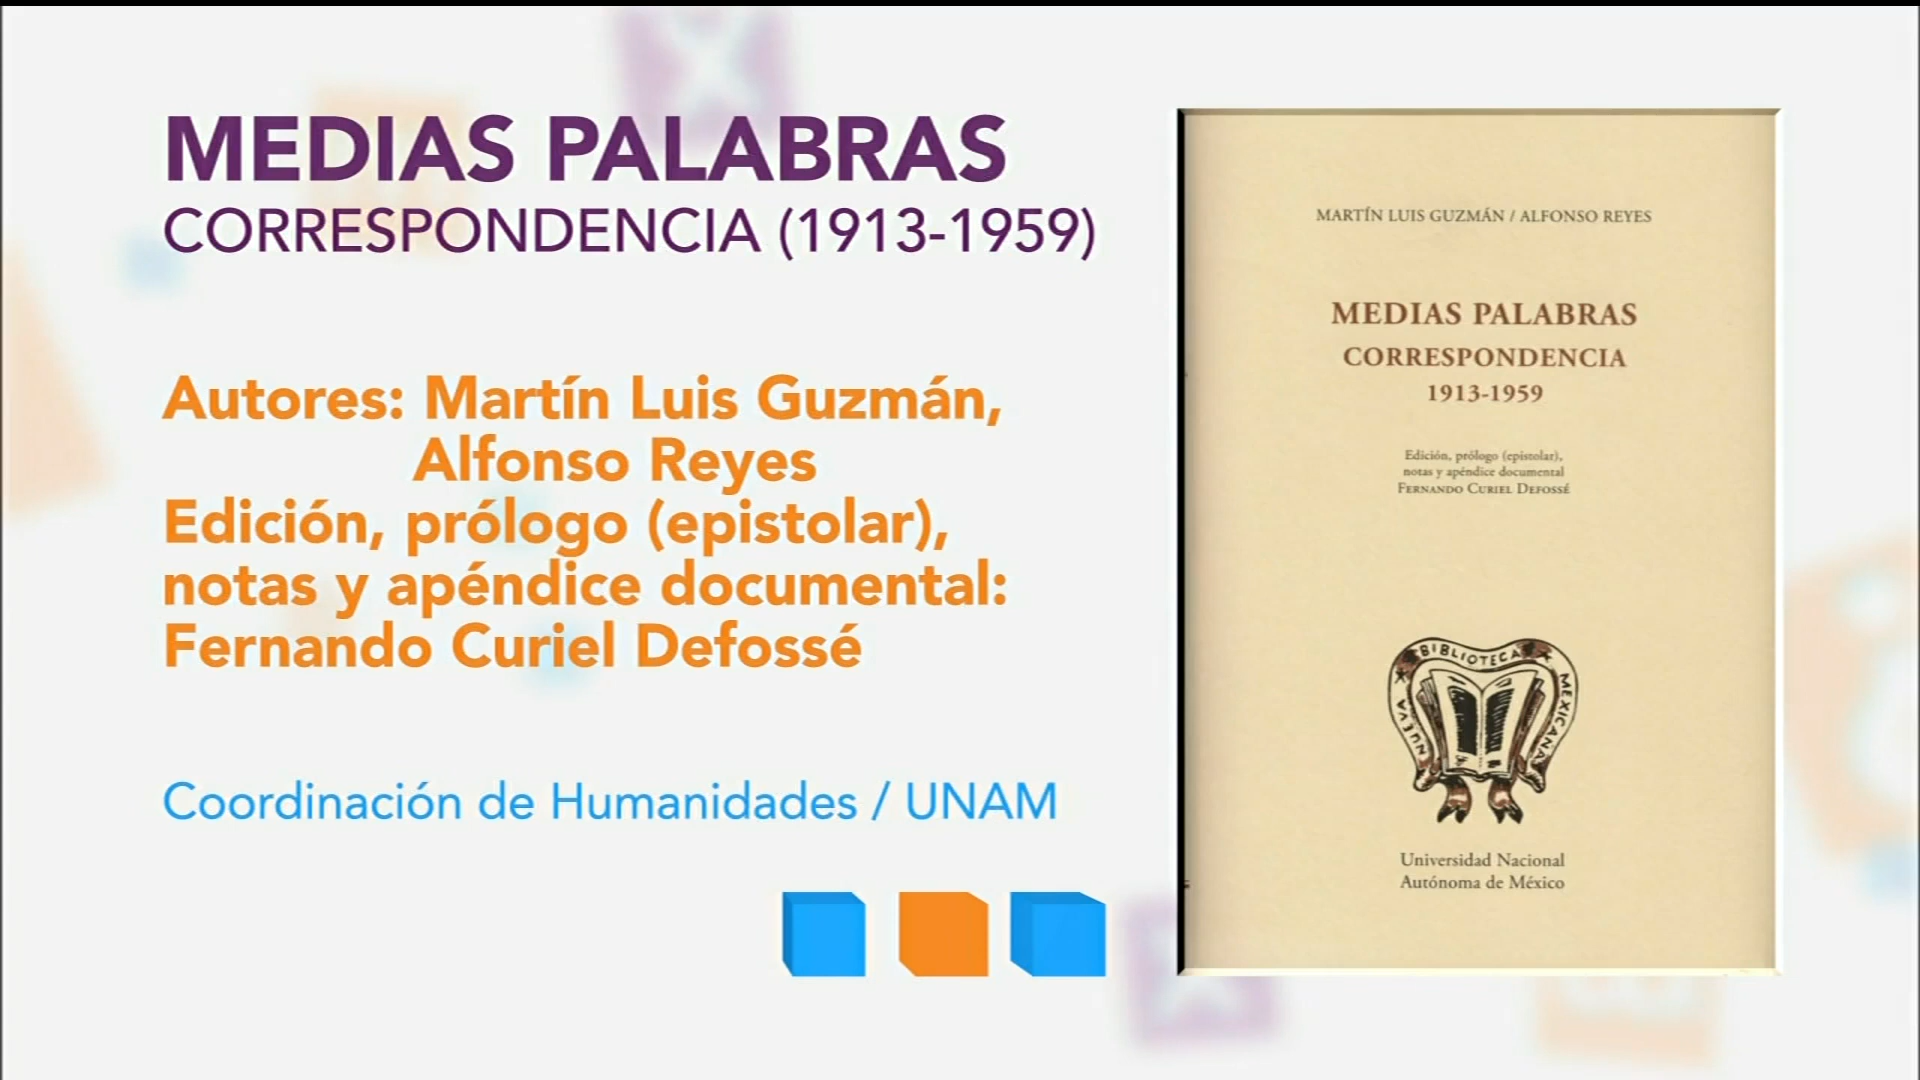 MEDIAS PALABRAS
CORRESPONDENCIA (1913-1959)
Autores: Martín Luis Guzmán,
Alfonso Reyes
Edición, prólogo (epistolar),
notas y apéndice documental:
Fernando Curiel Defossé
Coordinación de Humanidades / UNAM
MARTÍN LUIS GUZMÁN / ALFONSO REYES
MEDIAS PALABRAS
CORRESPONDENCIA
1913-1959
Edición, prólogo (epistolar),
notas y apéndice documental
FERNANDO CURIEL DEFOSSÉ
NUEVA BIBLIOTECA MEXICANA
Universidad Nacional
Autónoma de México